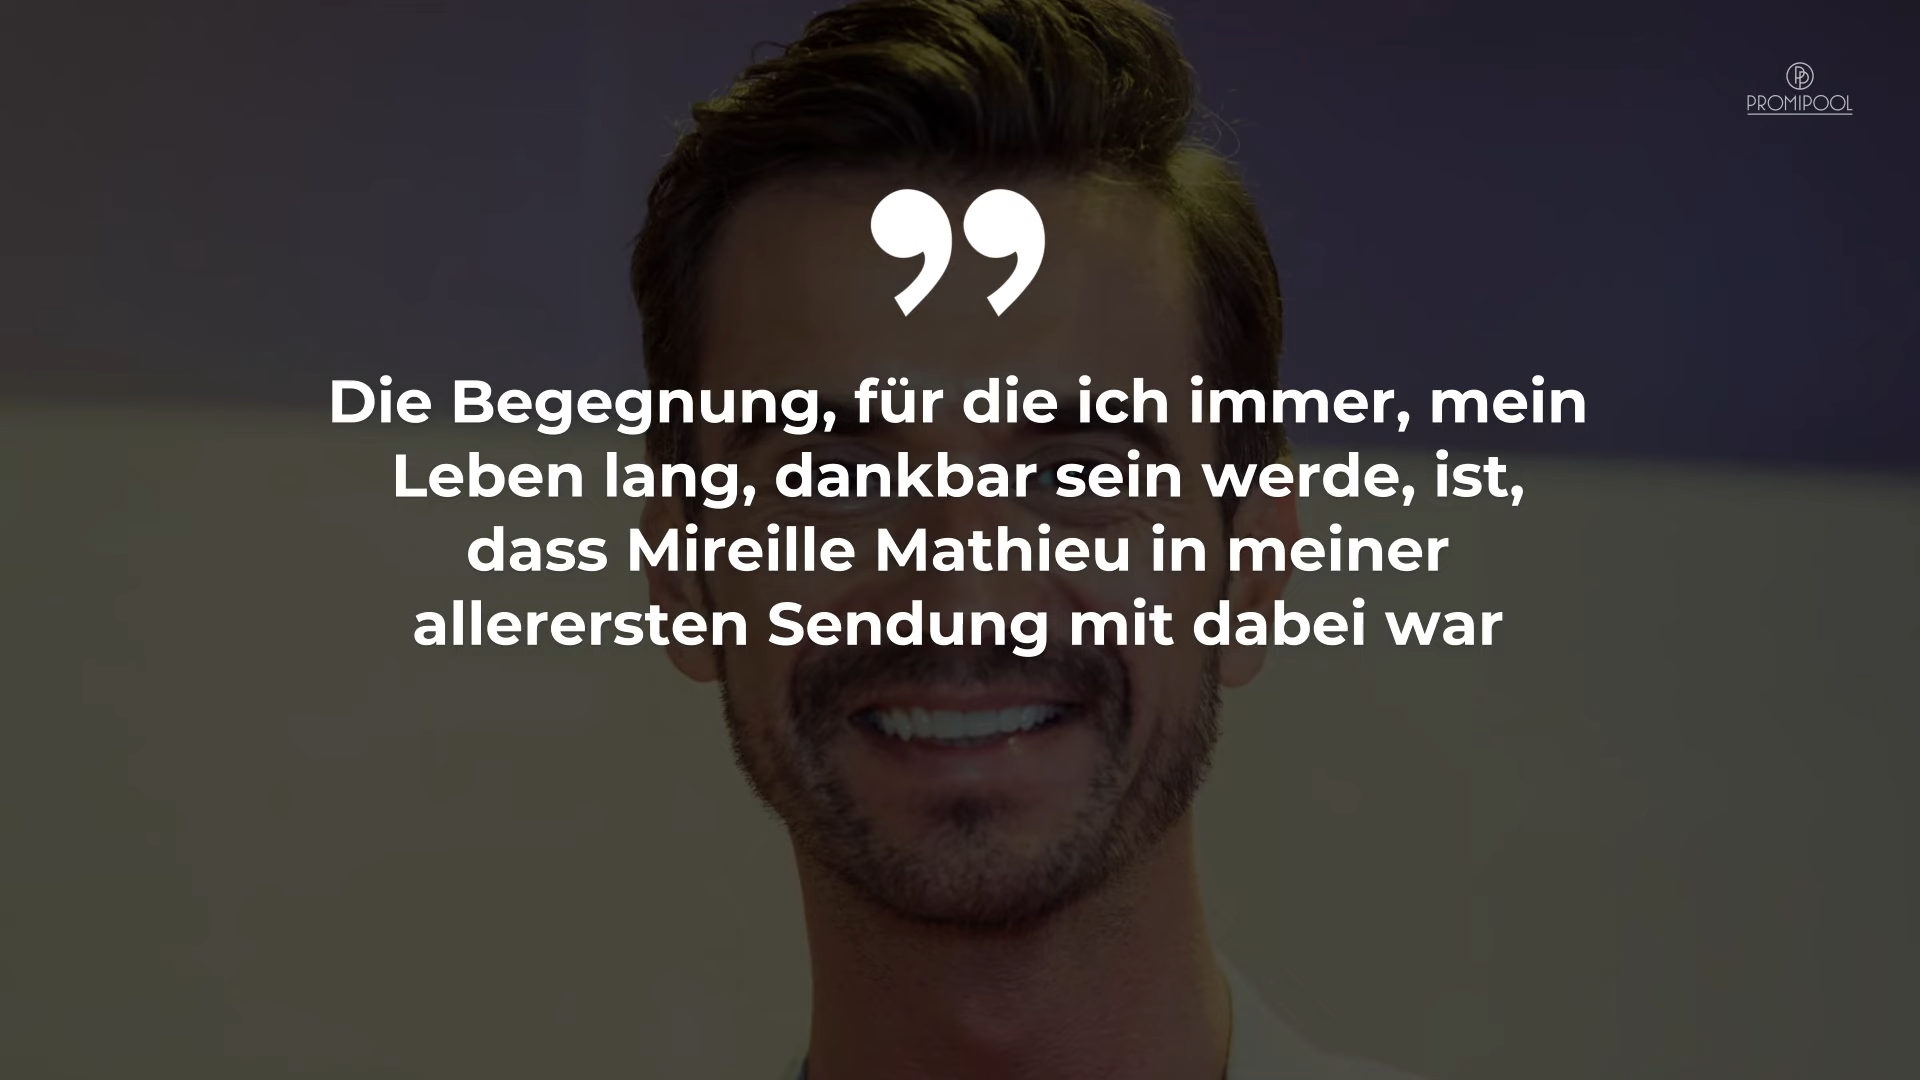 PROMIPOOL
Die Begegnung, für die ich immer, mein
Leben lang, dankbar sein werde, ist,
dass Mireille Mathieu in meiner
allerersten Sendung mit dabei war